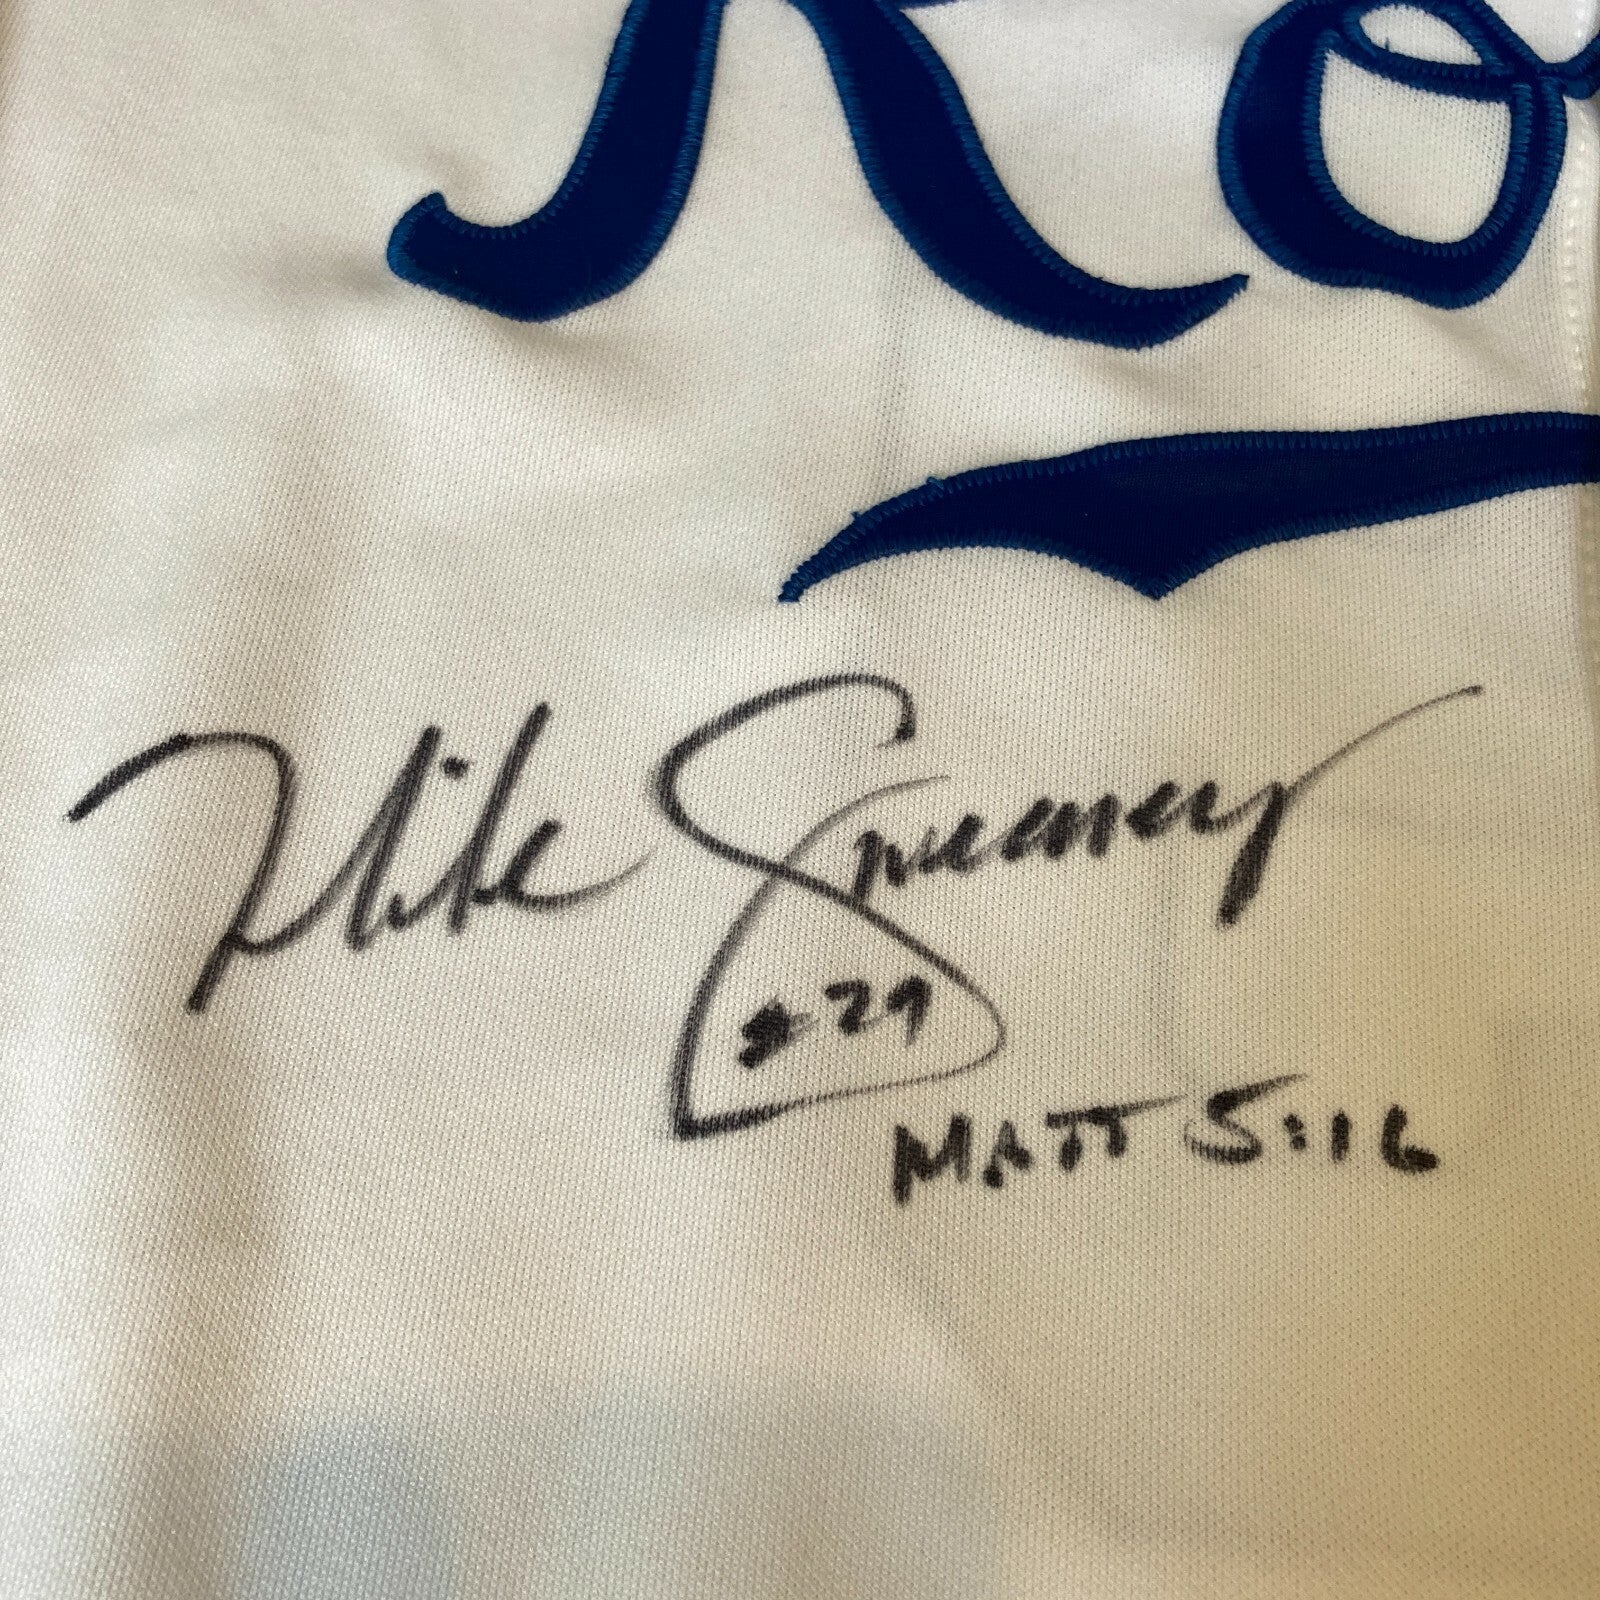 Ro
Mike Sweeney
#29
MATT 5:16